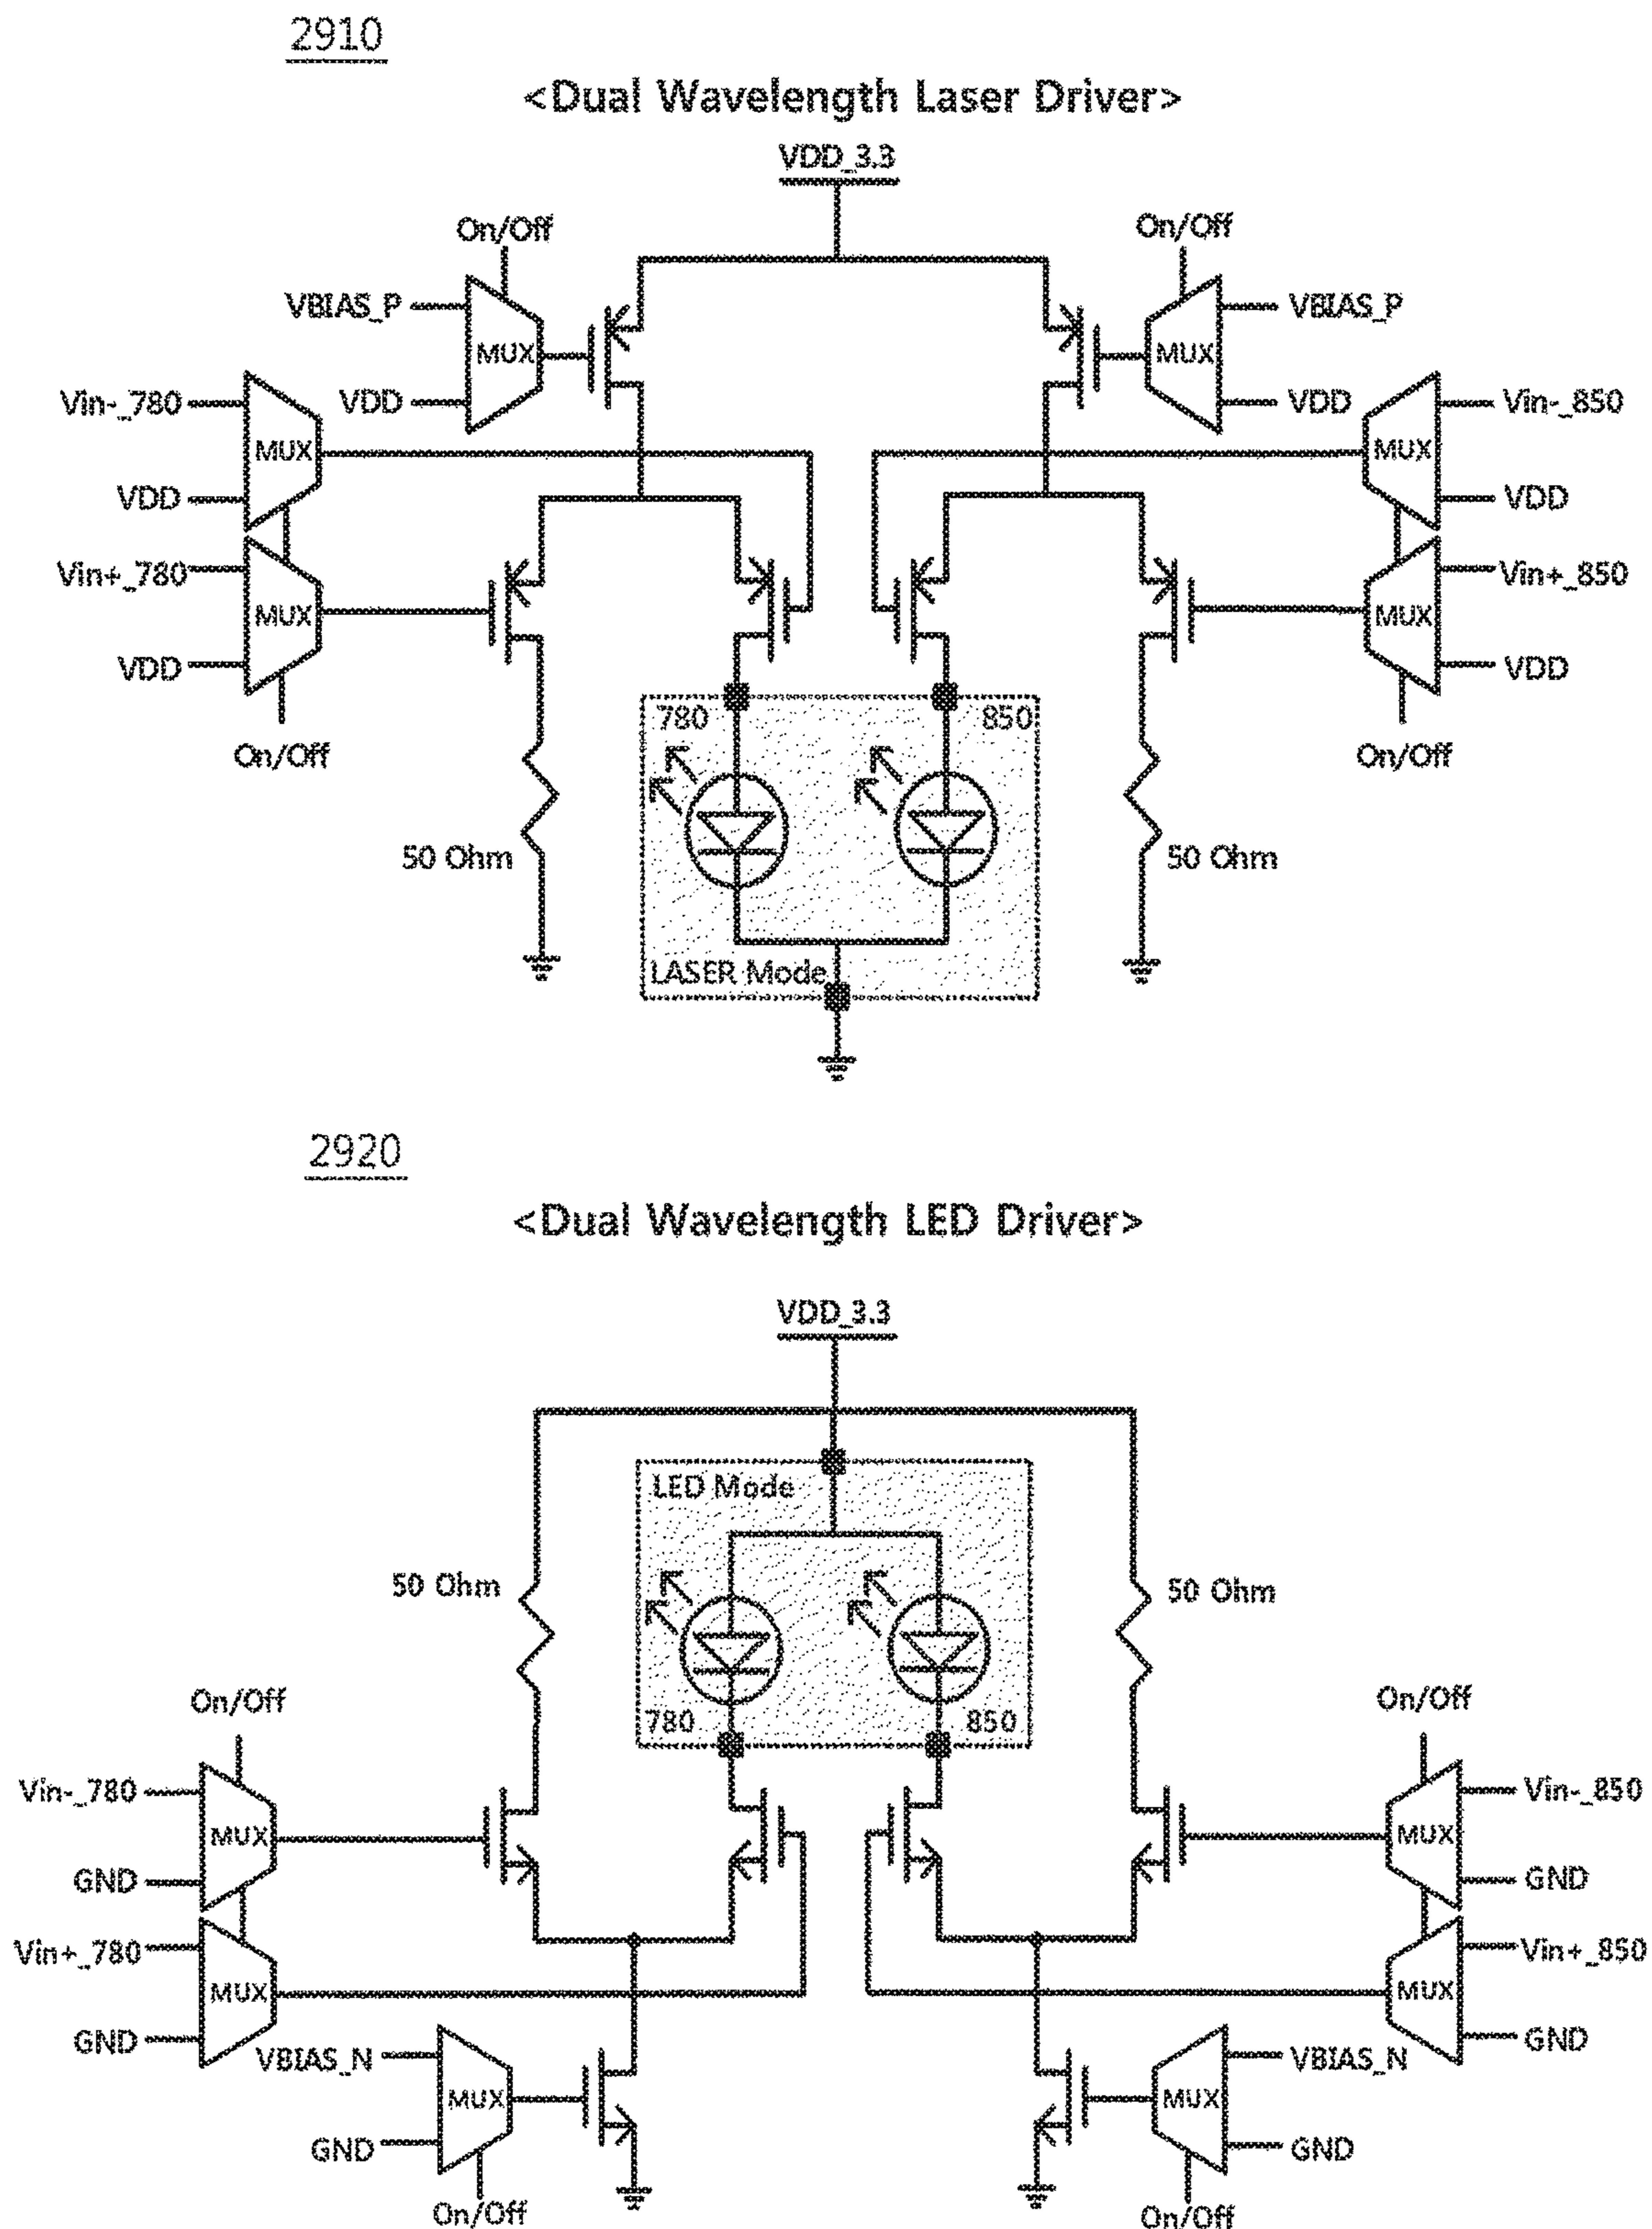 2910
<Dual Wavelength Laser Driver>
VDD_3.3
On/Off
On/Off
VBIAS_P
MUX
VDD
VBIAS_P
MUX
VDD
Vin-_780
MUX
VDD
Vin+_780
MUX
VDD
On/Off
Vin-_850
MUX
VDD
Vin+_850
MUX
VDD
On/Off
780
850
50 Ohm
50 Ohm
LASER Mode
2920
<Dual Wavelength LED Driver>
VDD_3.3
LED Mode
50 Ohm
50 Ohm
780
850
On/Off
On/Off
Vin-_780
MUX
GND
Vin+_780
MUX
GND
Vin-_850
MUX
GND
Vin+_850
MUX
GND
VBIAS_N
MUX
GND
On/Off
VBIAS_N
MUX
GND
On/Off